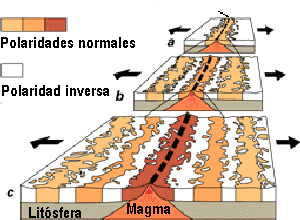 Polaridades normales
a
Polaridad inversa
b
c
Litósfera
Magma